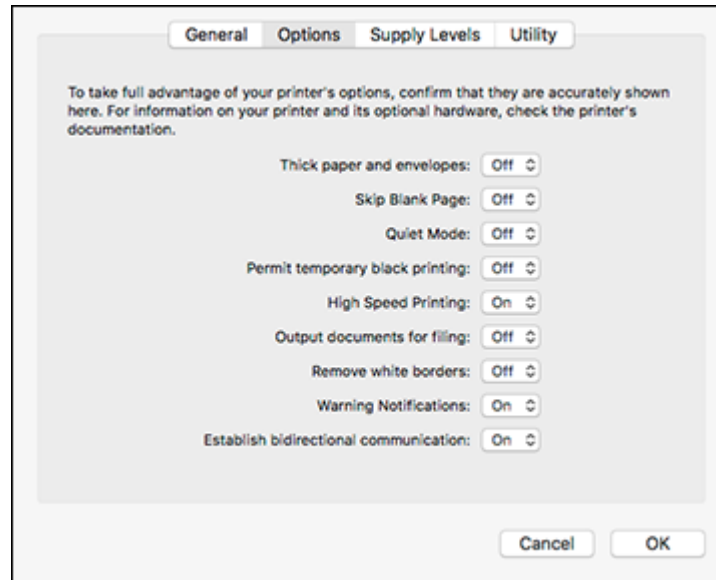 General Options Supply Levels Utility
To take full advantage of your printer's options, confirm that they are accurately shown
here. For information on your printer and its optional hardware, check the printer's
documentation.
Thick paper and envelopes: Off
Skip Blank Page: Off
Quiet Mode: Off
Permit temporary black printing: Off
High Speed Printing: On
Output documents for filing: Off
Remove white borders: Off
Warning Notifications: On
Establish bidirectional communication: On
Cancel OK